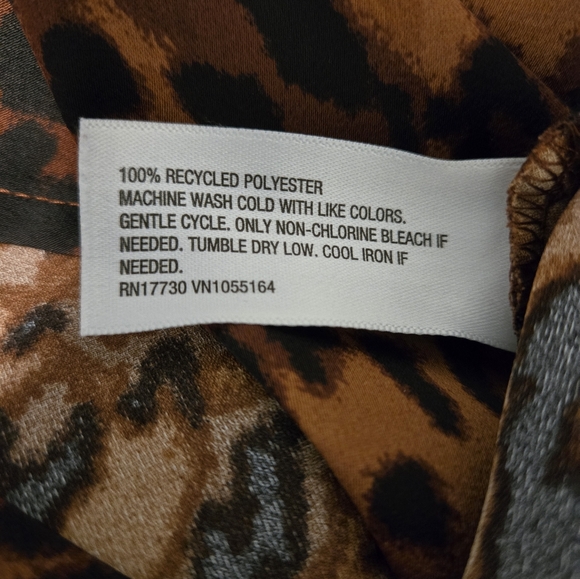 100% RECYCLED POLYESTER
MACHINE WASH COLD WITH LIKE COLORS.
GENTLE CYCLE. ONLY NON-CHLORINE BLEACH IF
NEEDED. TUMBLE DRY LOW. COOL IRON IF
NEEDED.
RN17730 VN1055164